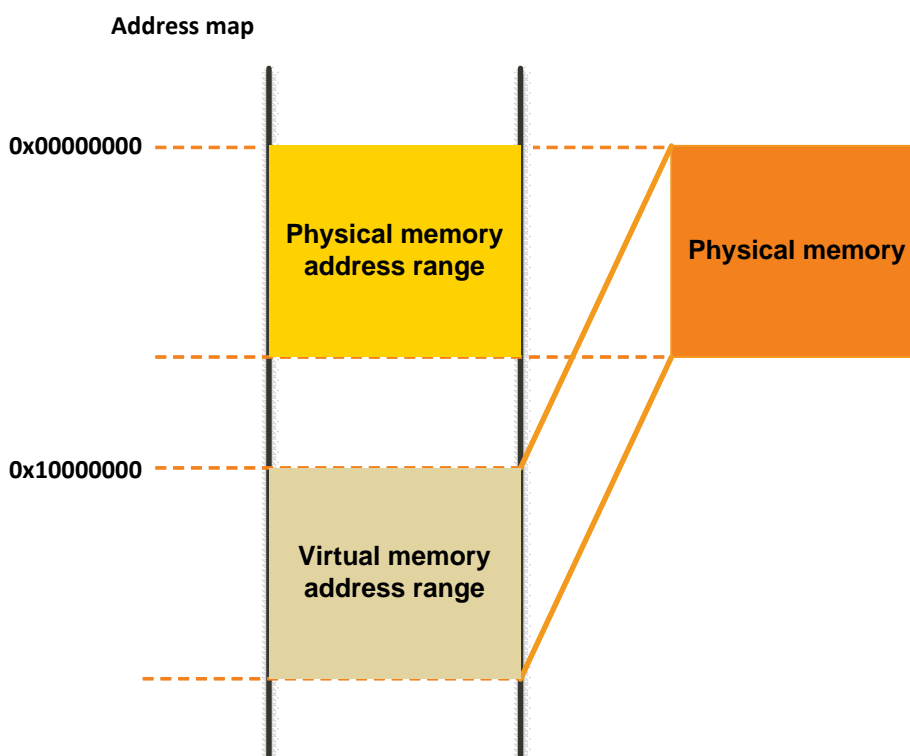 Address map
0x00000000
Physical memory
address range
Physical memory
0x10000000
Virtual memory
address range